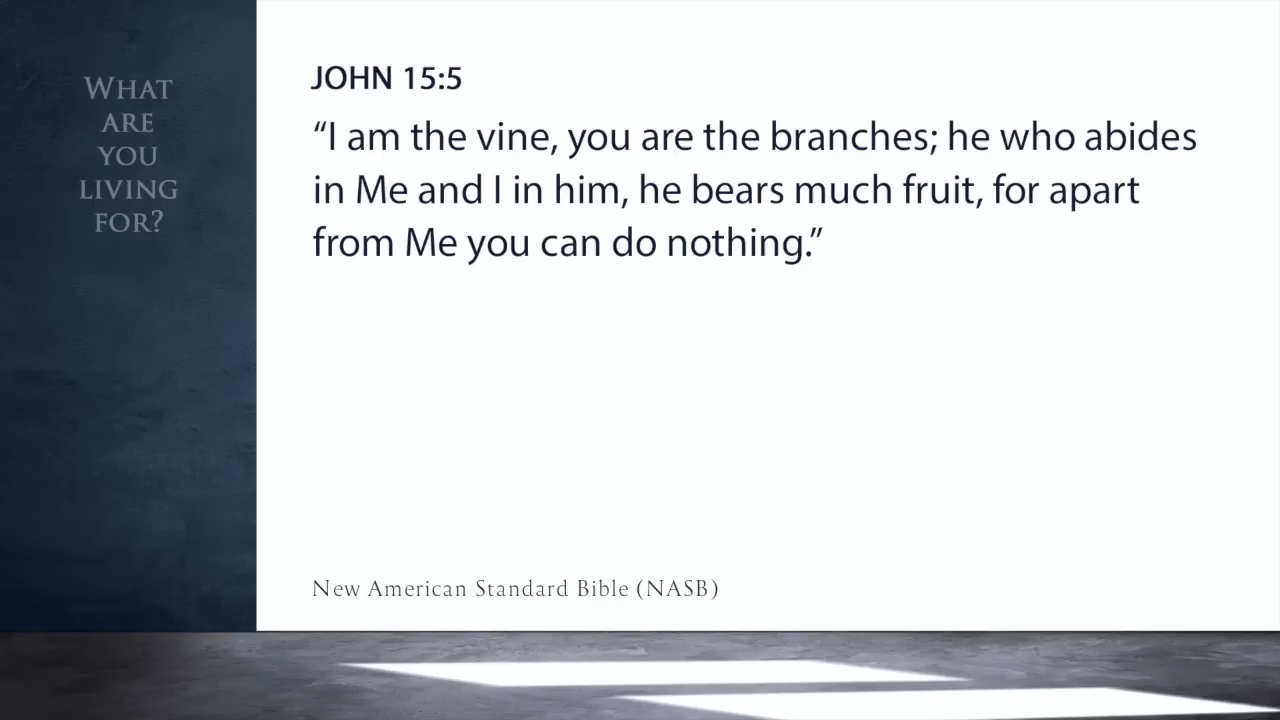 WHAT
ARE
YOU
LIVING
FOR?
JOHN 15:5
“I am the vine, you are the branches; he who abides
in Me and I in him, he bears much fruit, for apart
from Me you can do nothing.”
New American Standard Bible (NASB)